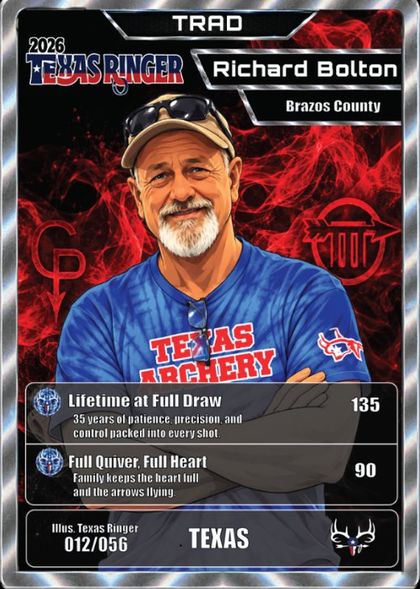 TRAD
2026
TEXAS RINGER
Richard Bolton
Brazos County
CP
TEXAS
ARCHERY
Lifetime at Full Draw 135
35 years of patience, precision, and
control packed into every shot.
Full Quiver, Full Heart 90
Family keeps the heart full
and the arrows flying
Illus. Texas Ringer
012/056
TEXAS